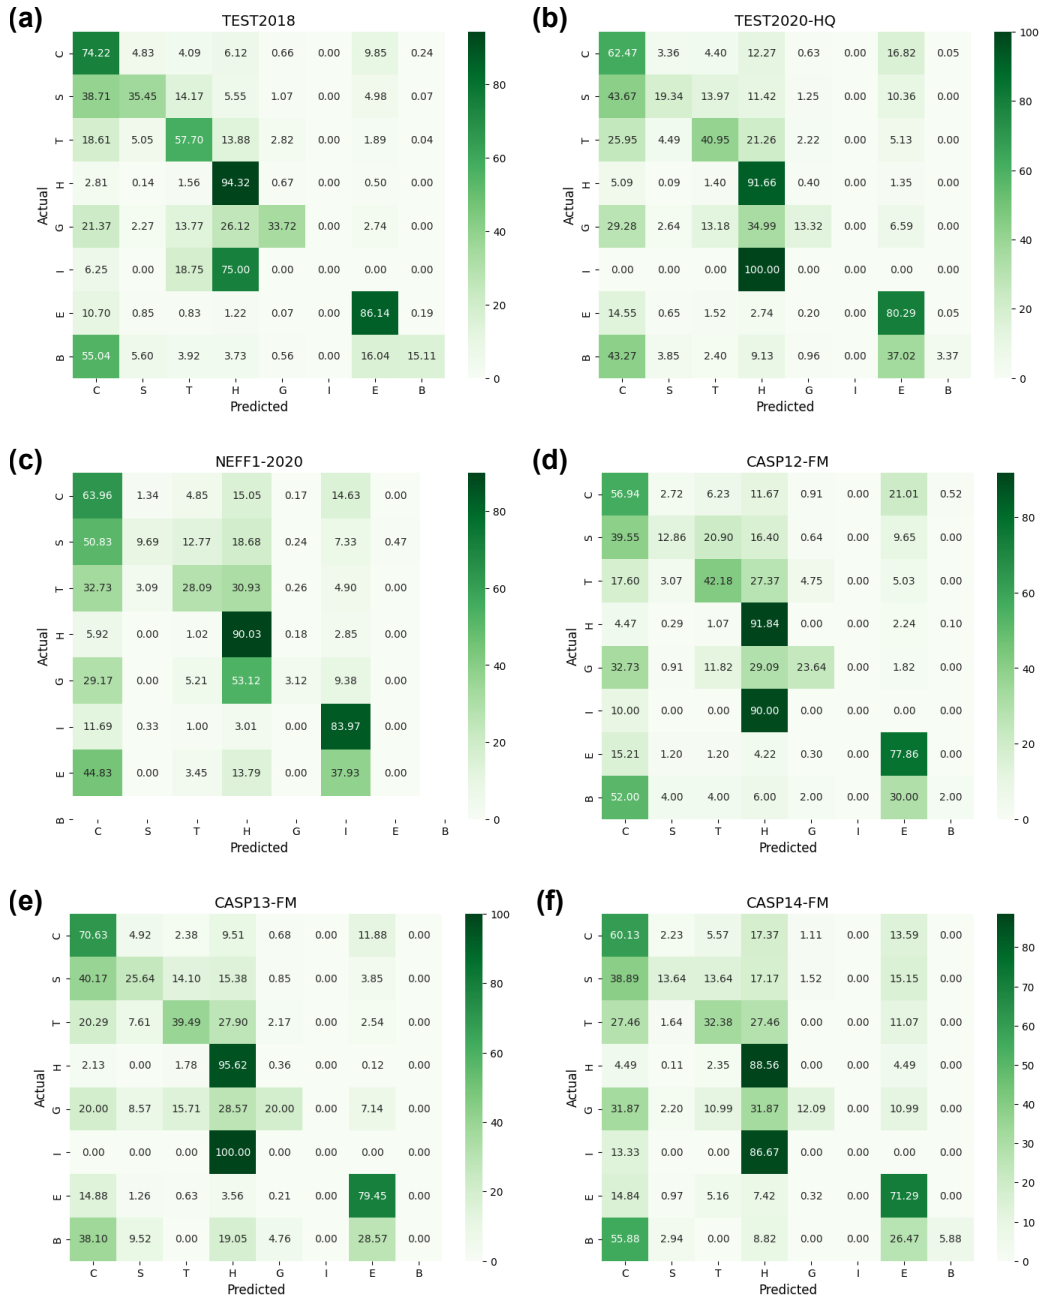 (a) TEST2018
C 74.22 4.83 4.09 6.12 0.66 0.00 9.85 0.24
S 38.71 35.45 14.17 5.55 1.07 0.00 4.98 0.07
T 18.61 5.05 57.70 13.88 2.82 0.00 1.89 0.04
H 2.81 0.14 1.56 94.32 0.67 0.00 0.50 0.00
G 21.37 2.27 13.77 26.12 33.72 0.00 2.74 0.00
I 6.25 0.00 18.75 75.00 0.00 0.00 0.00 0.00
E 10.70 0.85 0.83 1.22 0.07 0.00 86.14 0.19
B 55.04 5.60 3.92 3.73 0.56 0.00 16.04 15.11
C S T H G I E B
Predicted
Actual
80
60
40
20
0
(b) TEST2020-HQ
C 62.47 3.36 4.40 12.27 0.63 0.00 16.82 0.05
S 43.67 19.34 13.97 11.42 1.25 0.00 10.36 0.00
T 25.95 4.49 40.95 21.26 2.22 0.00 5.13 0.00
H 5.09 0.09 1.40 91.66 0.40 0.00 1.35 0.00
G 29.28 2.64 13.18 34.99 13.32 0.00 6.59 0.00
I 0.00 0.00 0.00 100.00 0.00 0.00 0.00 0.00
E 14.55 0.65 1.52 2.74 0.20 0.00 80.29 0.05
B 43.27 3.85 2.40 9.13 0.96 0.00 37.02 3.37
C S T H G I E B
Predicted
Actual
100
80
60
40
20
0
(c) NEFF1-2020
C 63.96 1.34 4.85 15.05 0.17 14.63 0.00
S 50.83 9.69 12.77 18.68 0.24 7.33 0.47
T 32.73 3.09 28.09 30.93 0.26 4.90 0.00
H 5.92 0.00 1.02 90.03 0.18 2.85 0.00
G 29.17 0.00 5.21 53.12 3.12 9.38 0.00
I 11.69 0.33 1.00 3.01 0.00 83.97 0.00
E 44.83 0.00 3.45 13.79 0.00 37.93 0.00
B
C S T H G I E B
Predicted
Actual
80
60
40
20
0
(d) CASP12-FM
C 56.94 2.72 6.23 11.67 0.91 0.00 21.01 0.52
S 39.55 12.86 20.90 16.40 0.64 0.00 9.65 0.00
T 17.60 3.07 42.18 27.37 4.75 0.00 5.03 0.00
H 4.47 0.29 1.07 91.84 0.00 0.00 2.24 0.10
G 32.73 0.91 11.82 29.09 23.64 0.00 1.82 0.00
I 10.00 0.00 0.00 90.00 0.00 0.00 0.00 0.00
E 15.21 1.20 1.20 4.22 0.30 0.00 77.86 0.00
B 52.00 4.00 4.00 6.00 2.00 0.00 30.00 2.00
C S T H G I E B
Predicted
Actual
80
60
40
20
0
(e) CASP13-FM
C 70.63 4.92 2.38 9.51 0.68 0.00 11.88 0.00
S 40.17 25.64 14.10 15.38 0.85 0.00 3.85 0.00
T 20.29 7.61 39.49 27.90 2.17 0.00 2.54 0.00
H 2.13 0.00 1.78 95.62 0.36 0.00 0.12 0.00
G 20.00 8.57 15.71 28.57 20.00 0.00 7.14 0.00
I 0.00 0.00 0.00 100.00 0.00 0.00 0.00 0.00
E 14.88 1.26 0.63 3.56 0.21 0.00 79.45 0.00
B 38.10 9.52 0.00 19.05 4.76 0.00 28.57 0.00
C S T H G I E B
Predicted
Actual
100
80
60
40
20
0
(f) CASP14-FM
C 60.13 2.23 5.57 17.37 1.11 0.00 13.59 0.00
S 38.89 13.64 13.64 17.17 1.52 0.00 15.15 0.00
T 27.46 1.64 32.38 27.46 0.00 0.00 11.07 0.00
H 4.49 0.11 2.35 88.56 0.00 0.00 4.49 0.00
G 31.87 2.20 10.99 31.87 12.09 0.00 10.99 0.00
I 13.33 0.00 0.00 86.67 0.00 0.00 0.00 0.00
E 14.84 0.97 5.16 7.42 0.32 0.00 71.29 0.00
B 55.88 2.94 0.00 8.82 0.00 0.00 26.47 5.88
C S T H G I E B
Predicted
Actual
80
70
60
50
40
30
20
10
0